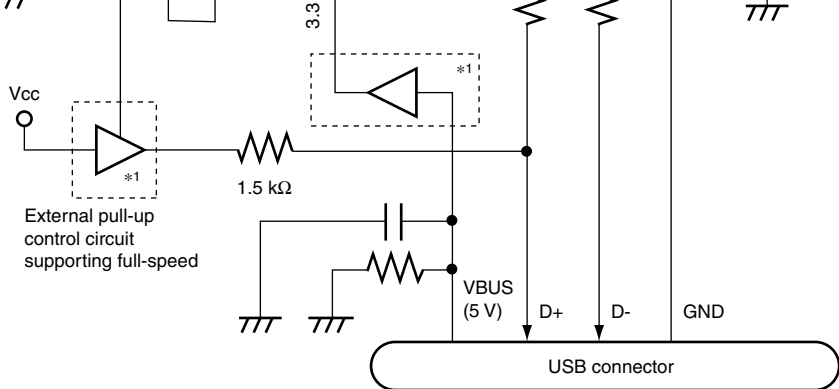 3.3
*1
Vcc
*1
1.5 kΩ
External pull-up
control circuit
supporting full-speed
VBUS
(5 V)
D+
D-
GND
USB connector